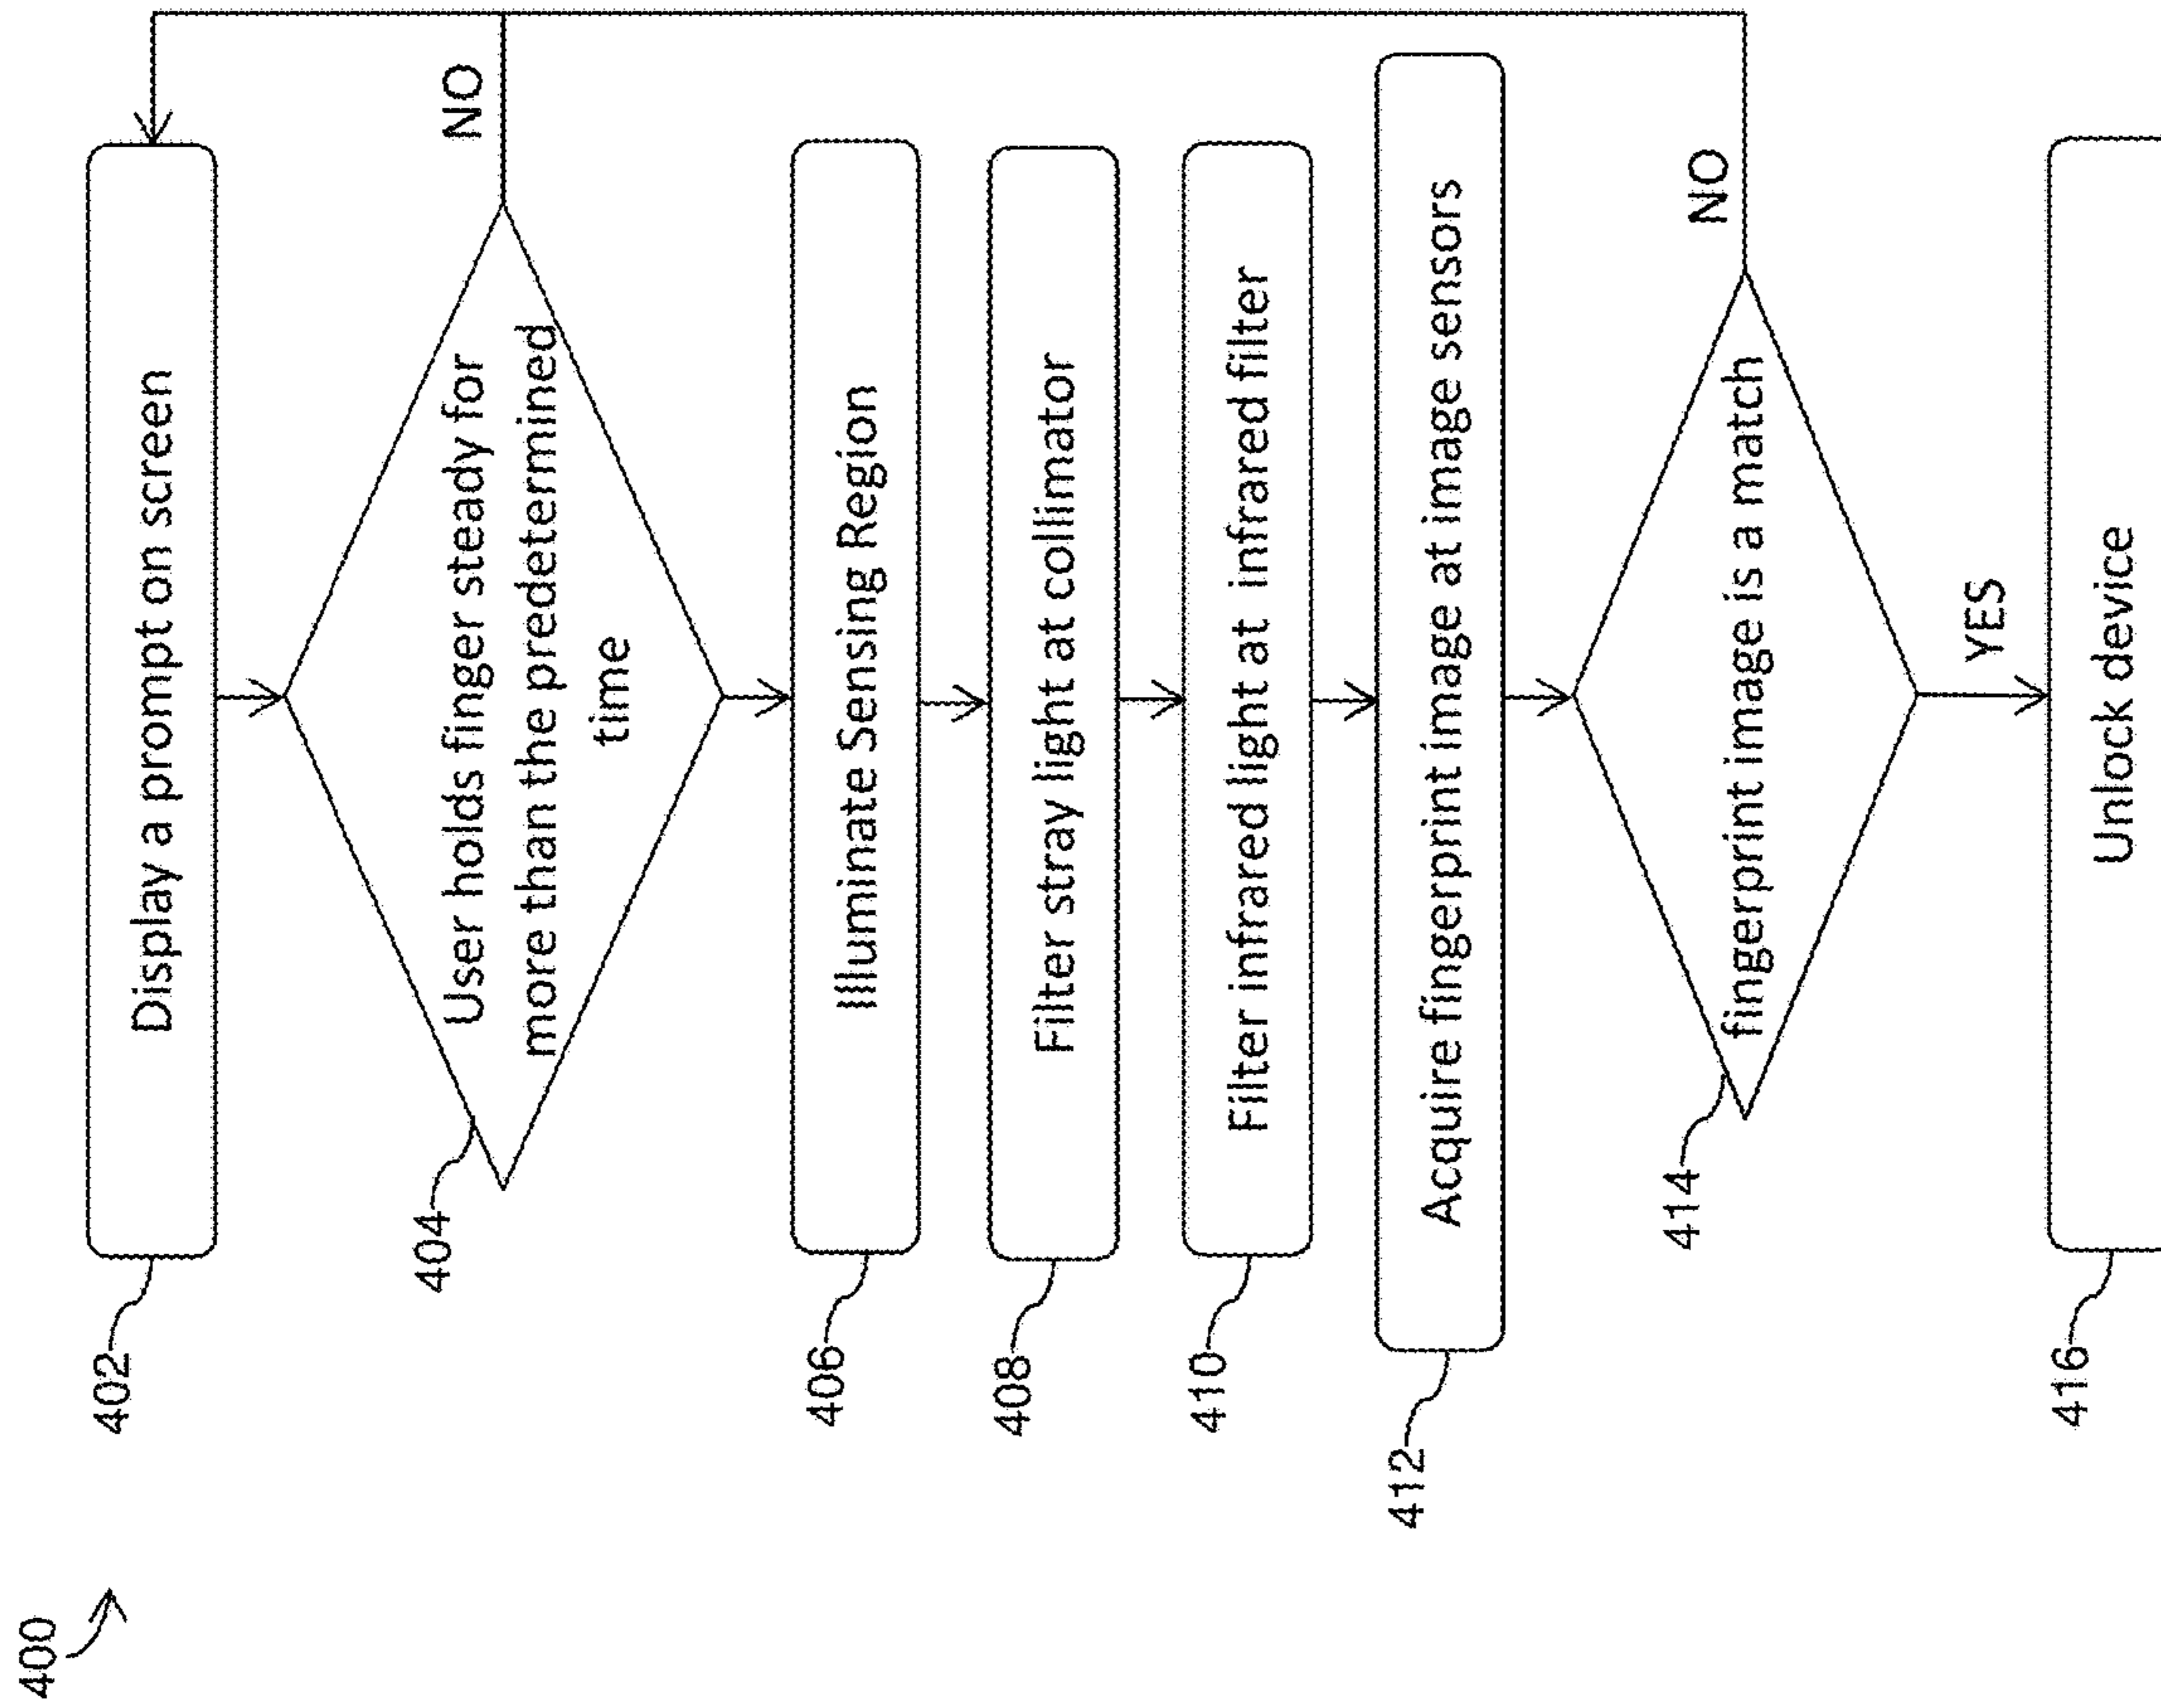 400
402
Display a prompt on screen
404
User holds finger steady for
more than the predetermined
time
NO
406
Illuminate Sensing Region
408
Filter stray light at collimator
410
Filter infrared light at infrared filter
412
Acquire fingerprint image at image sensors
414
fingerprint image is a match
NO
YES
416
Unlock device